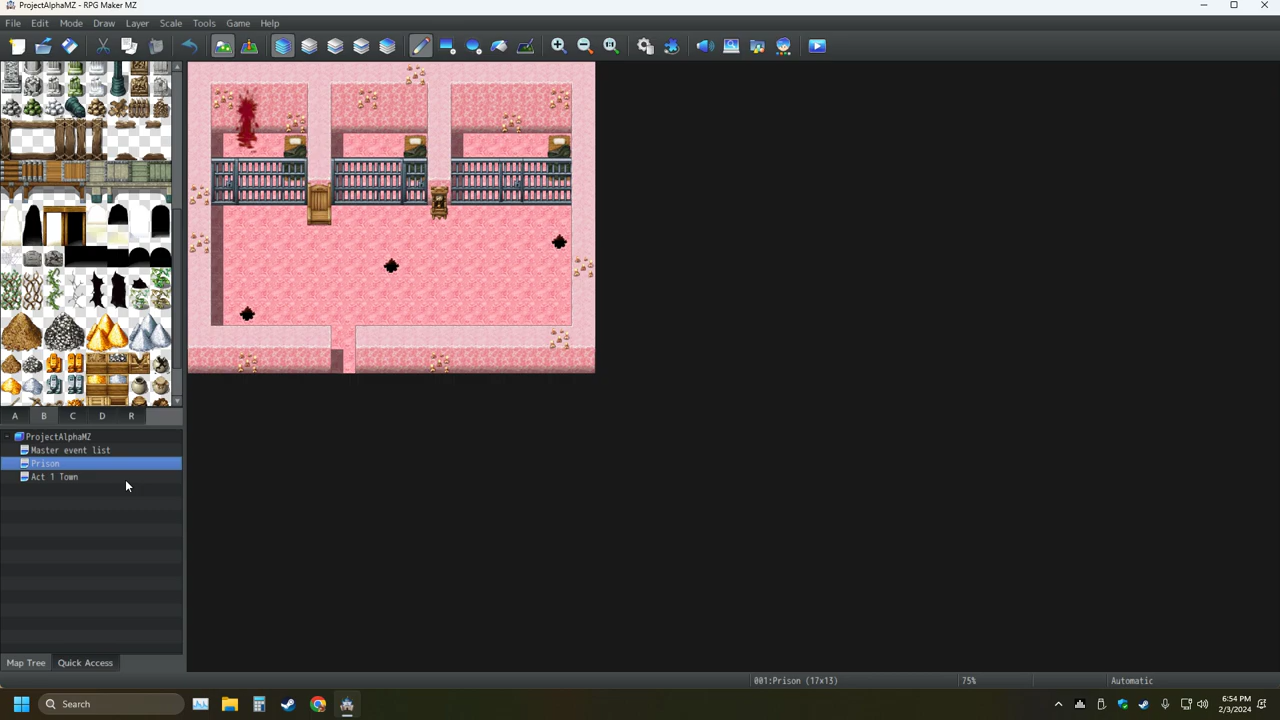 ProjectAlphaMZ - RPG Maker MZ
File Edit Mode Draw Layer Scale Tools Game Help
A B C D R
ProjectAlphaMZ
Master event list
Prison
Act 1 Town
Map Tree Quick Access
001:Prison (17x13) 75% Automatic
Search
6:54 PM
2/3/2024